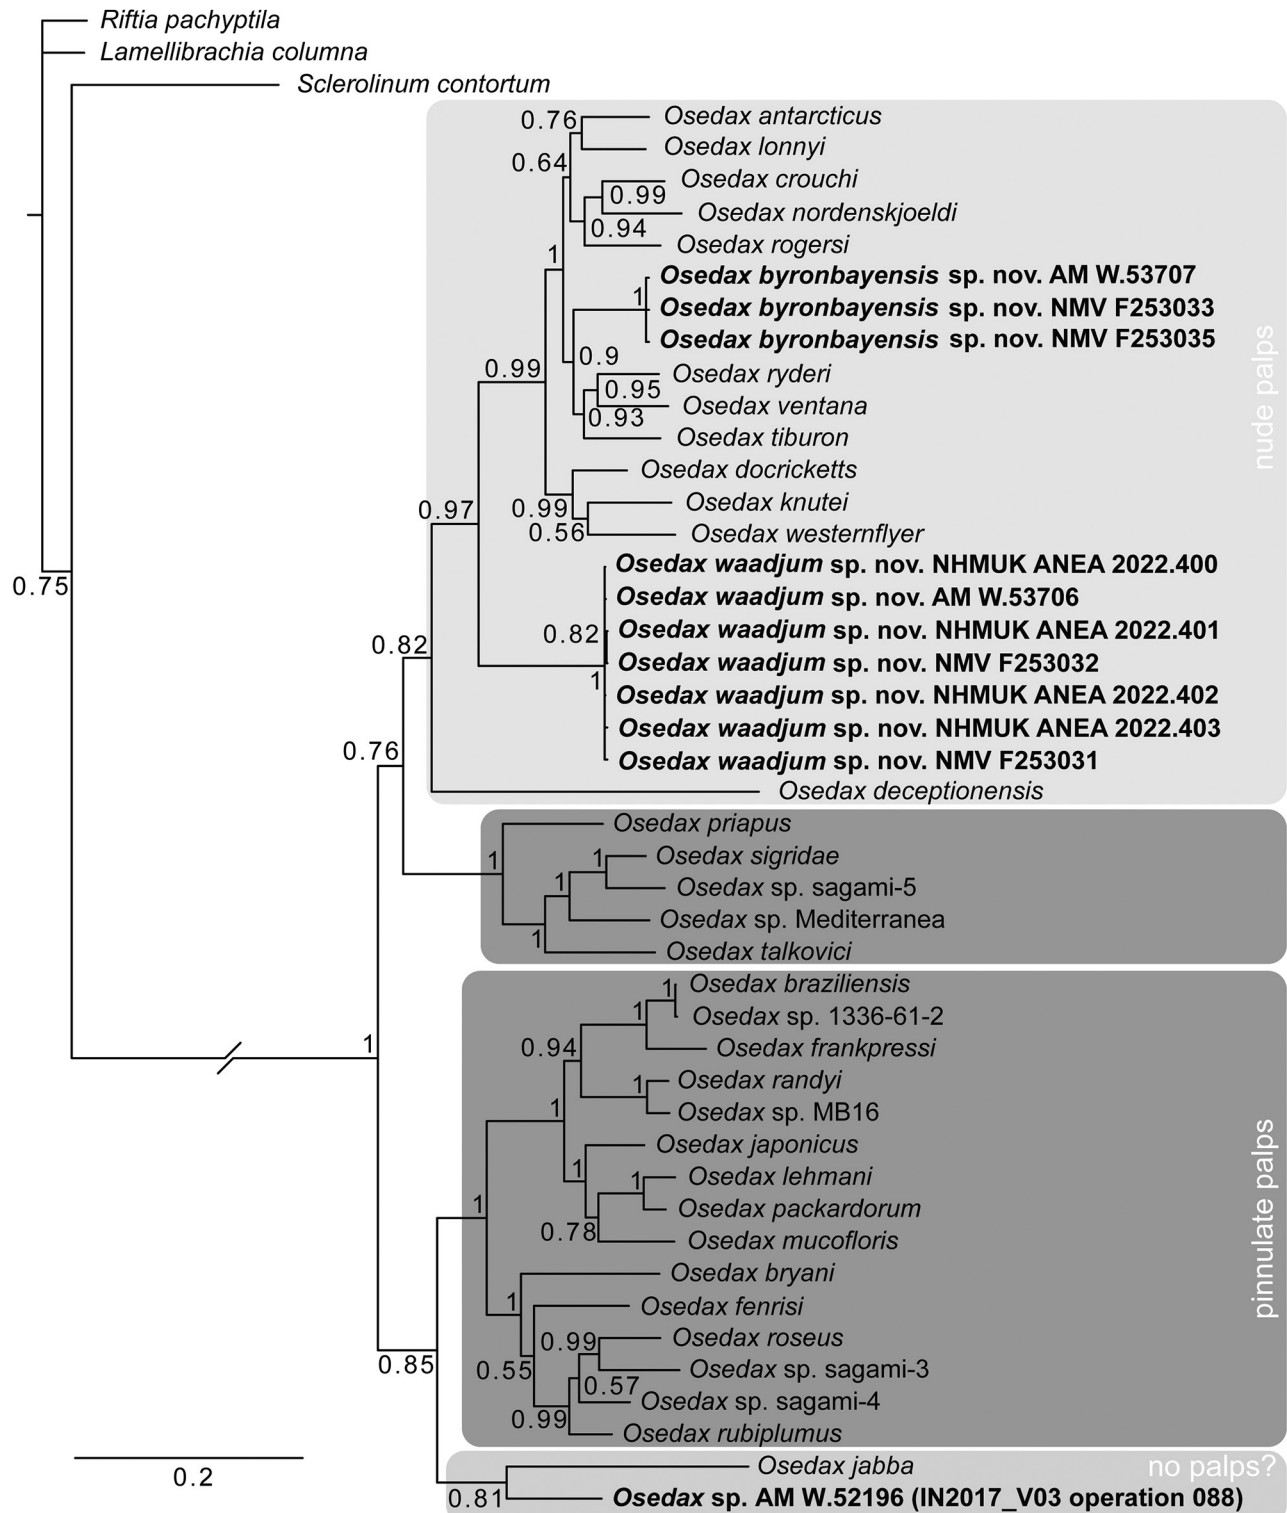 Riftia pachyptila
Lamellibrachia columna
Sclerolinum contortum
0.76
Osedax antarcticus
Osedax lonnyi
0.64
Osedax crouchi
0.99
Osedax nordenskjoeldi
0.94
Osedax rogersi
1
Osedax byronbayensis sp. nov. AM W.53707
1
Osedax byronbayensis sp. nov. NMV F253033
Osedax byronbayensis sp. nov. NMV F253035
nude palps
0.9
0.99
Osedax ryderi
0.95
Osedax ventana
0.93
Osedax tiburon
Osedax docricketts
0.97
0.99
Osedax knutei
0.56
Osedax westernflyer
Osedax waadjum sp. nov. NHMUK ANEA 2022.400
0.75
Osedax waadjum sp. nov. AM W.53706
0.82
0.82
Osedax waadjum sp. nov. NHMUK ANEA 2022.401
Osedax waadjum sp. nov. NMV F253032
1
Osedax waadjum sp. nov. NHMUK ANEA 2022.402
Osedax waadjum sp. nov. NHMUK ANEA 2022.403
0.76
Osedax waadjum sp. nov. NMV F253031
Osedax deceptionensis
Osedax priapus
1
1
Osedax sigridae
1
Osedax sp. sagami-5
Osedax sp. Mediterranea
1
Osedax talkovici
1
Osedax braziliensis
1
Osedax sp. 1336-61-2
1
0.94
Osedax frankpressi
1
Osedax randyi
1
Osedax sp. MB16
Osedax japonicus
1
1
Osedax lehmani
1
Osedax packardorum
0.78
Osedax mucofloris
pinnulate palps
Osedax bryani
1
Osedax fenrisi
0.99
Osedax roseus
0.85
0.55
Osedax sp. sagami-3
0.57
Osedax sp. sagami-4
0.99
Osedax rubiplumus
0.2
Osedax jabba
no palps?
0.81
Osedax sp. AM W.52196 (IN2017_V03 operation 088)